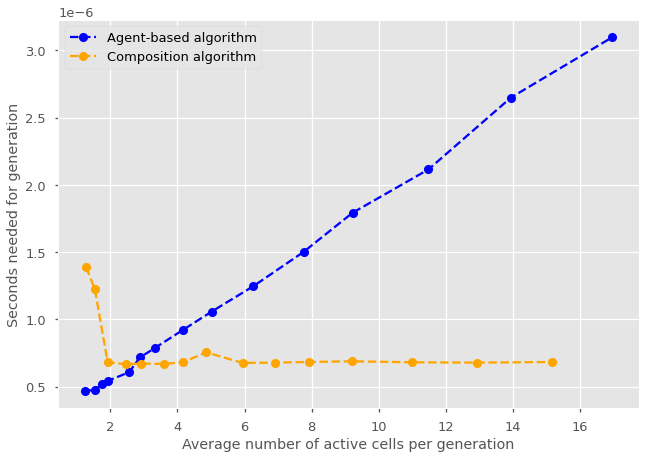 1e−6
Agent-based algorithm
Composition algorithm
Seconds needed for generation
3.0
2.5
2.0
1.5
1.0
0.5
2 4 6 8 10 12 14 16
Average number of active cells per generation